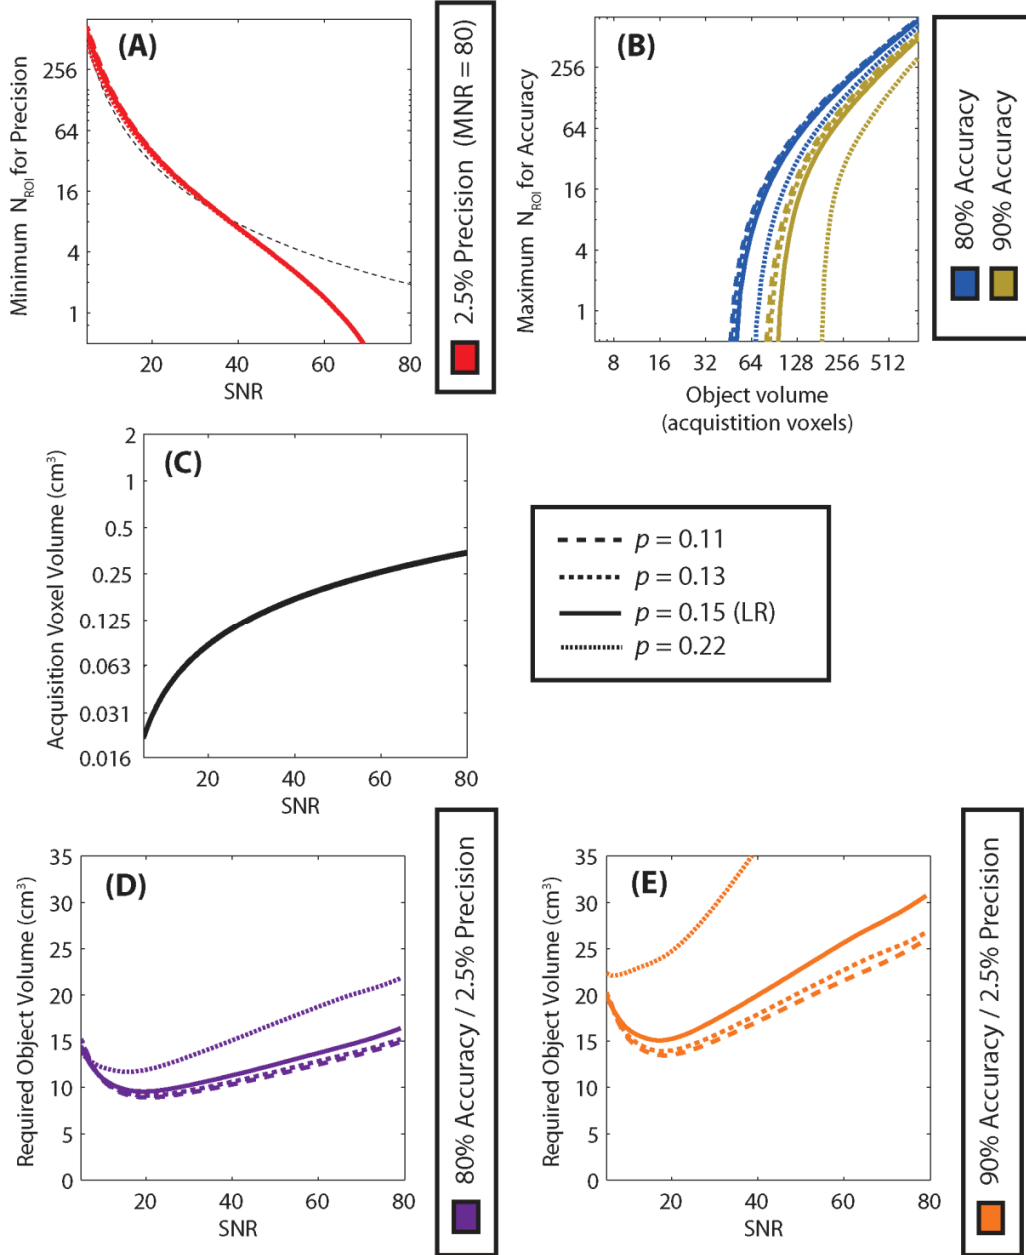 (A)
Minimum N_ROI for Precision
256
64
16
4
1
20
40
60
80
SNR
2.5% Precision (MNR = 80)
(B)
Maximum N_ROI for Accuracy
256
64
16
4
1
8
16
32
64
128
256
512
Object volume
(acquistition voxels)
80% Accuracy
90% Accuracy
(C)
Acquisition Voxel Volume (cm³)
2
1
0.5
0.25
0.125
0.063
0.031
0.016
20
40
60
80
SNR
p = 0.11
p = 0.13
p = 0.15 (LR)
p = 0.22
(D)
Required Object Volume (cm³)
35
30
25
20
15
10
5
0
20
40
60
80
SNR
80% Accuracy / 2.5% Precision
(E)
Required Object Volume (cm³)
35
30
25
20
15
10
5
0
20
40
60
80
SNR
90% Accuracy / 2.5% Precision